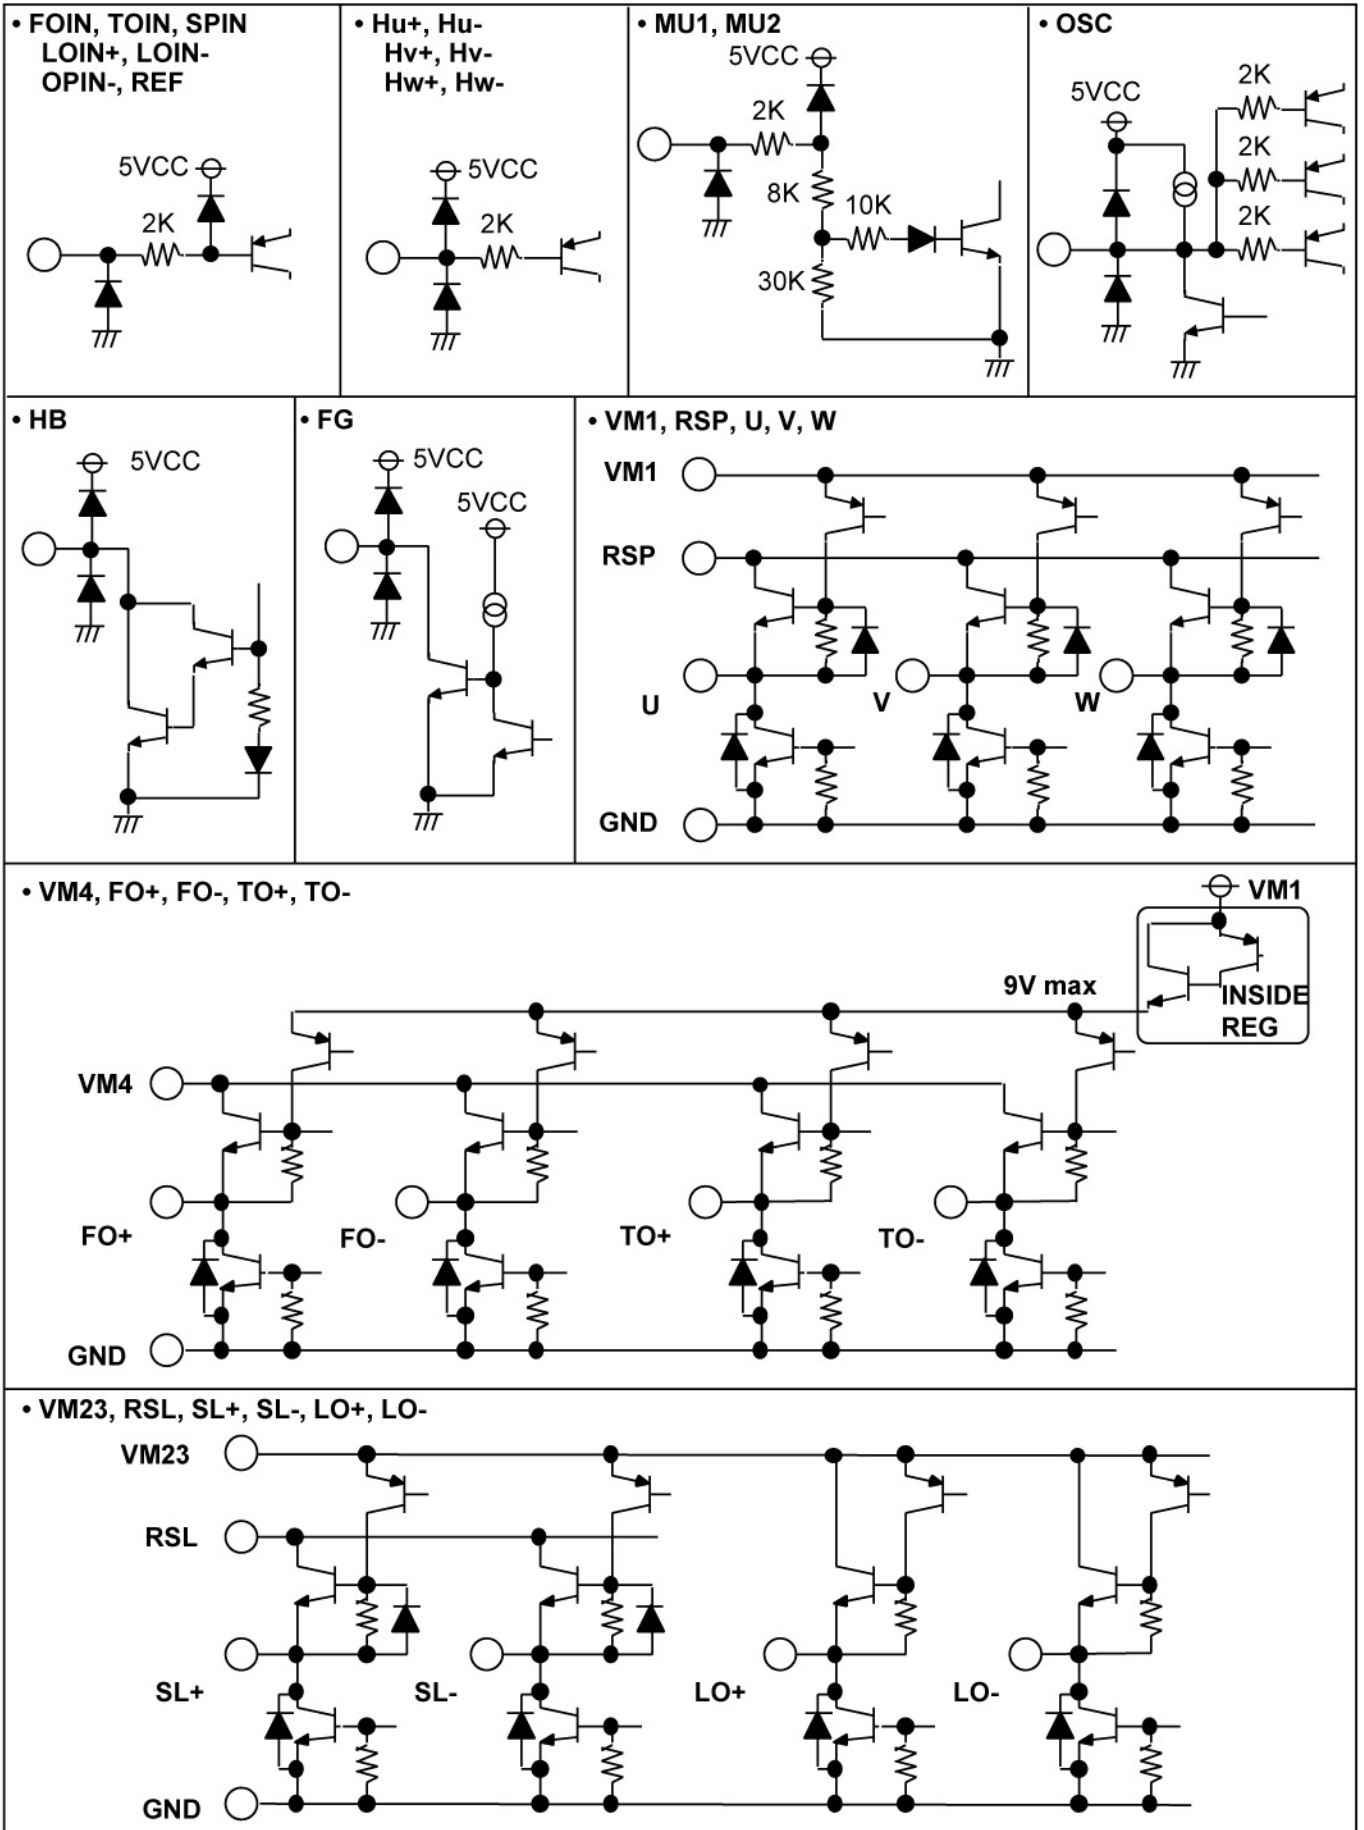 • FOIN, TOIN, SPIN
LOIN+, LOIN-
OPIN-, REF
5VCC
2K
• Hu+, Hu-
Hv+, Hv-
Hw+, Hw-
5VCC
2K
• MU1, MU2
5VCC
2K
8K
10K
30K
• OSC
5VCC
2K
2K
2K
• HB
5VCC
• FG
5VCC
5VCC
• VM1, RSP, U, V, W
VM1
RSP
U
V
W
GND
• VM4, FO+, FO-, TO+, TO-
VM1
9V max
INSIDE
REG
VM4
FO+
FO-
TO+
TO-
GND
• VM23, RSL, SL+, SL-, LO+, LO-
VM23
RSL
SL+
SL-
LO+
LO-
GND